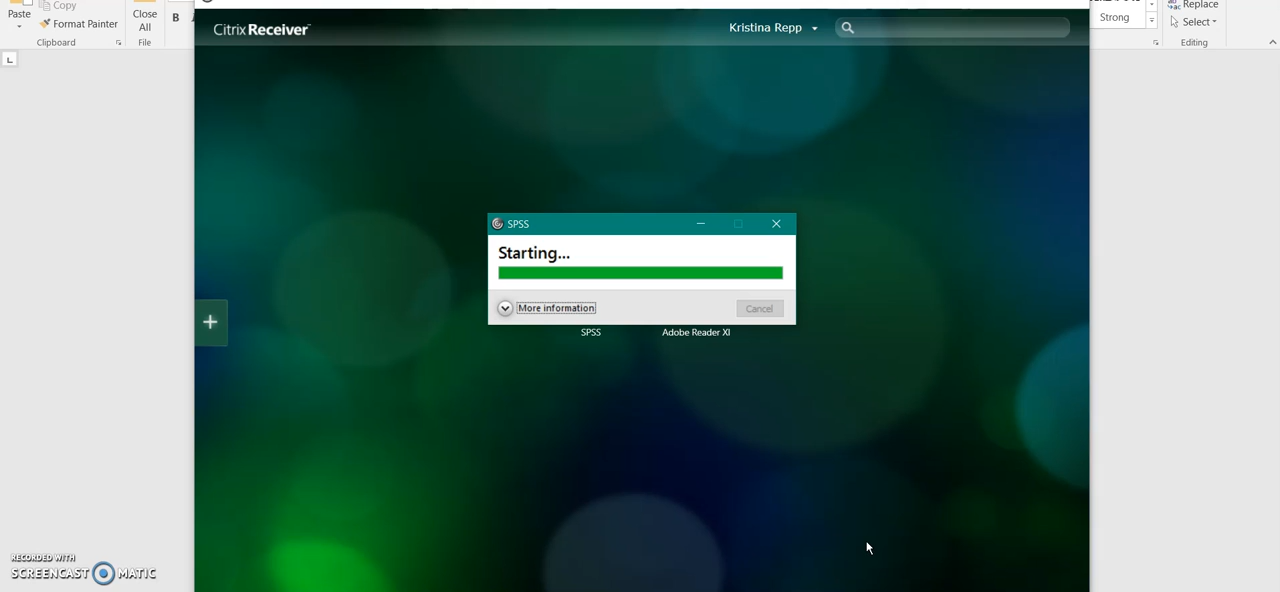 Paste
Copy
Format Painter
Clipboard
Close
All
File
B
I
Citrix Receiver
Kristina Repp
Strong
Replace
Select
Editing
SPSS
Starting...
More information
Cancel
SPSS
Adobe Reader XI
RECORDED WITH
SCREENCAST MATIC